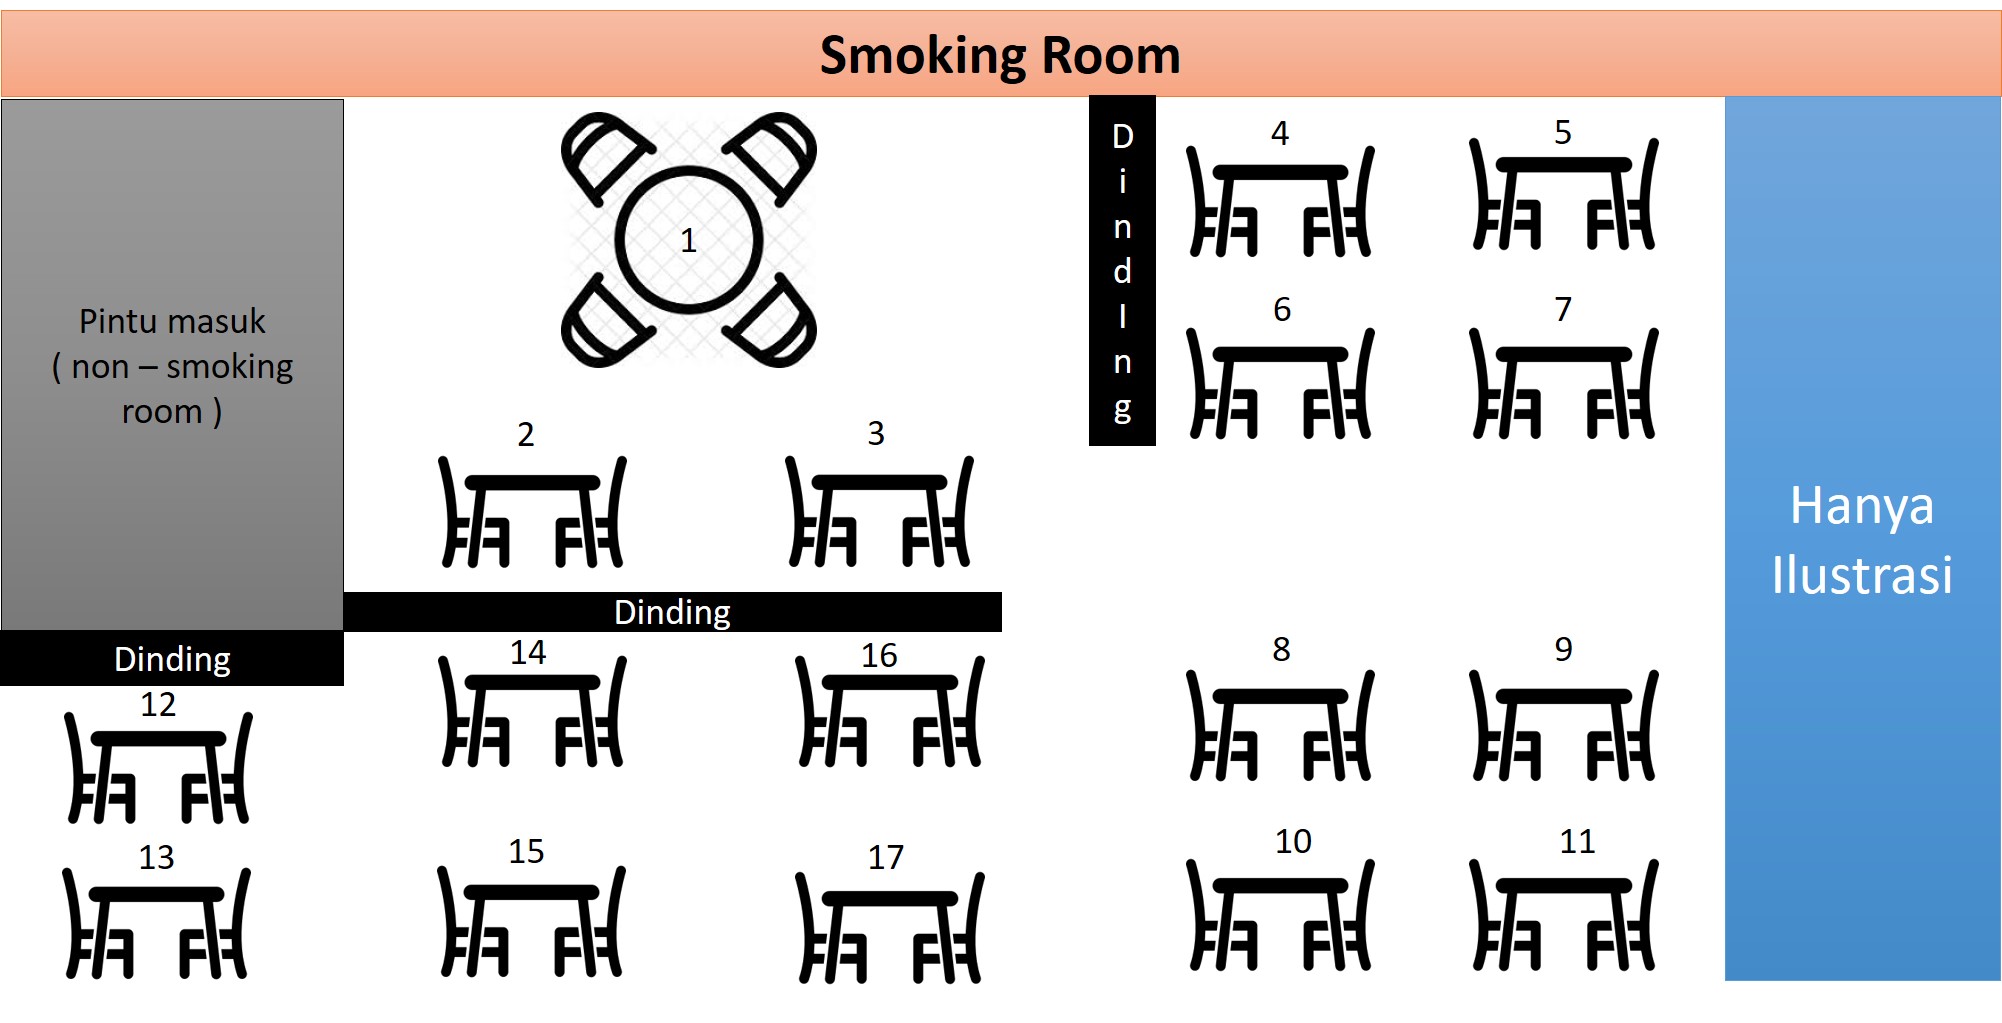 Smoking Room
Pintu masuk
( non – smoking
room )
1
D
i
n
d
I
n
g
4
5
6
7
2
3
Hanya
Ilustrasi
Dinding
Dinding
14
16
8
9
12
13
15
17
10
11